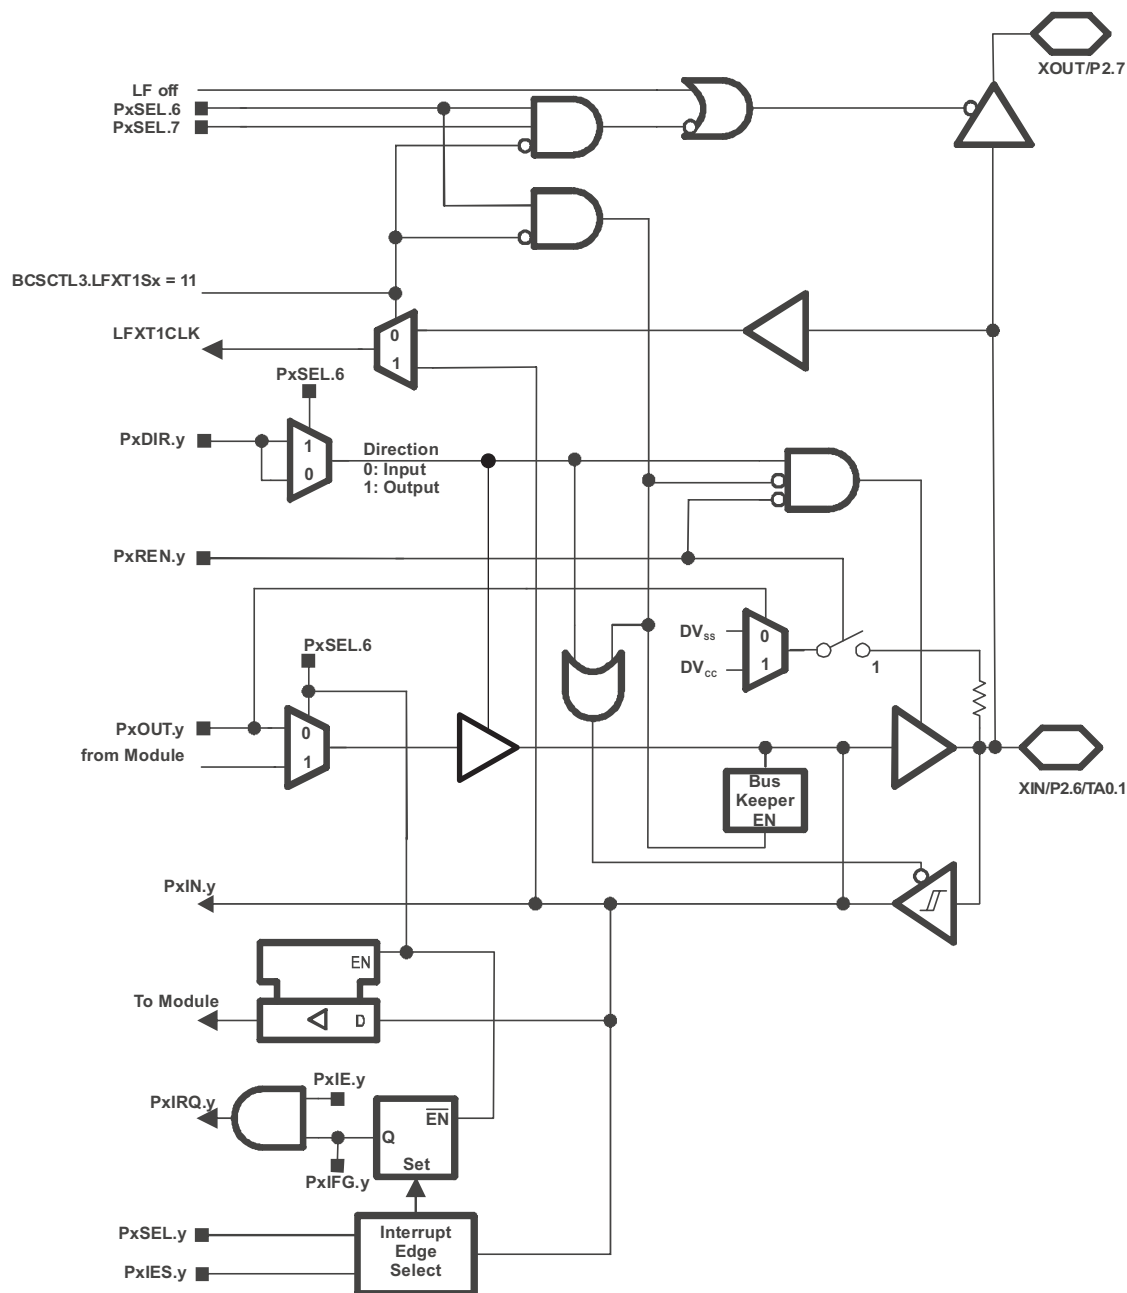 XOUT/P2.7
LF off
PxSEL.6
PxSEL.7
BCSCTL3.LFXT1Sx = 11
LFXT1CLK
0
1
PxSEL.6
PxDIR.y
1
0
Direction
0: Input
1: Output
PxREN.y
DVSS
0
DVCC
1
1
PxSEL.6
PxOUT.y
0
from Module
1
Bus
Keeper
EN
XIN/P2.6/TA0.1
PxIN.y
EN
To Module
D
PxIE.y
PxIRQ.y
EN
Q
Set
PxIFG.y
PxSEL.y
PxIES.y
Interrupt
Edge
Select